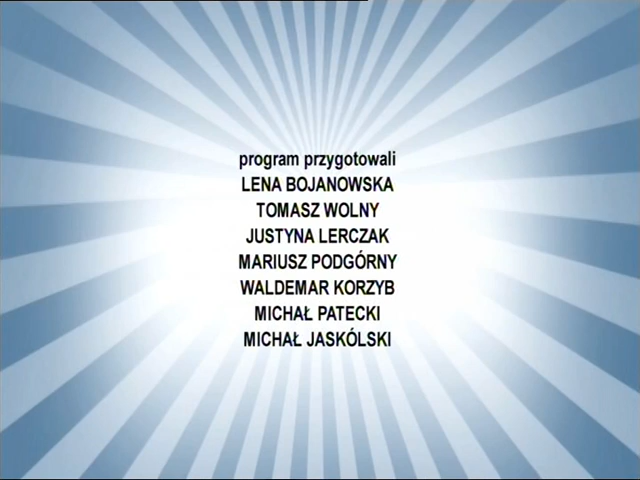 program przygotowali
LENA BOJANOWSKA
TOMASZ WOLNY
JUSTYNA LERCZAK
MARIUSZ PODGÓRNY
WALDEMAR KORZYB
MICHAŁ PATECKI
MICHAŁ JASKÓLSKI